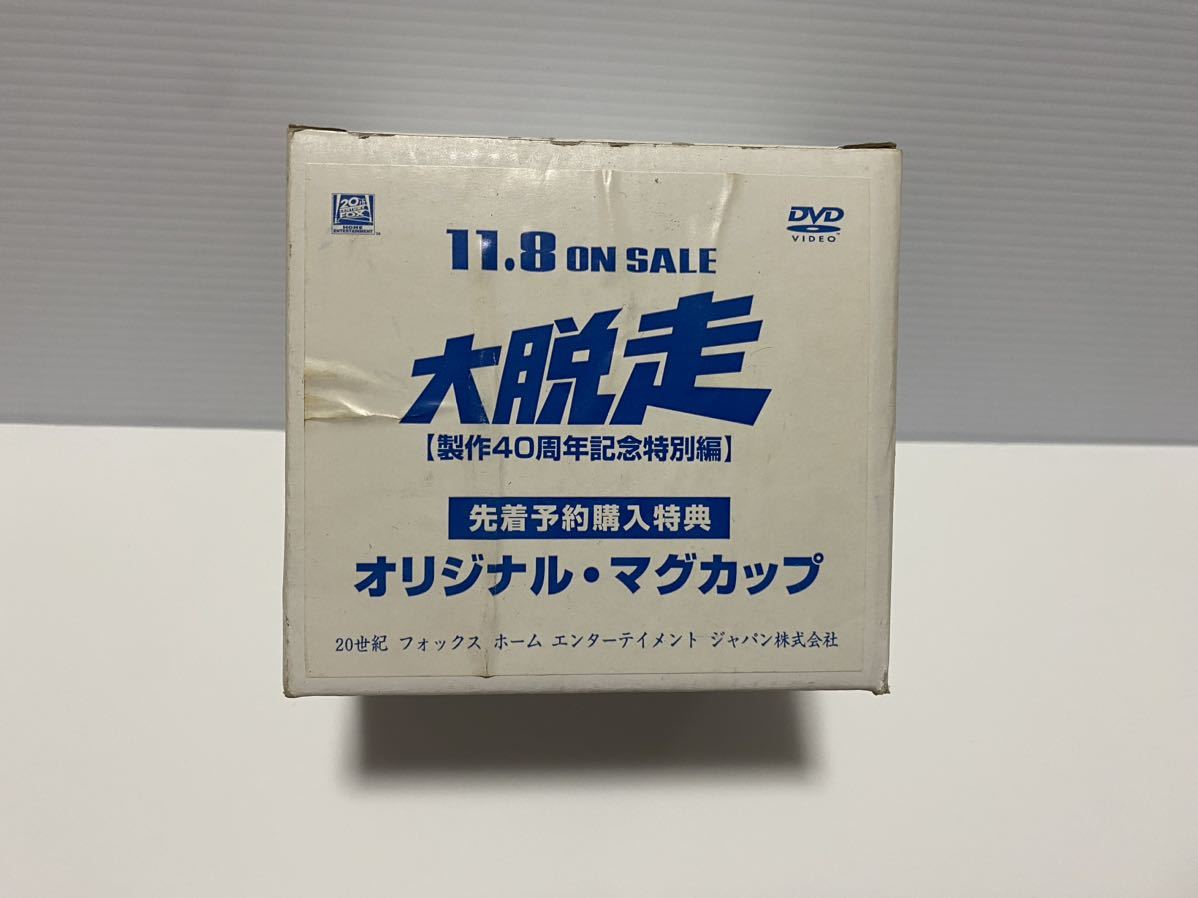 20TH
CENTURY
FOX
HOME
ENTERTAINMENT
TM
DVD
VIDEO
TM
11.8 ON SALE
大脱走
【製作40周年記念特別編】
先着予約購入特典
オリジナル・マグカップ
20世紀 フォックス ホーム エンターテイメント ジャパン株式会社